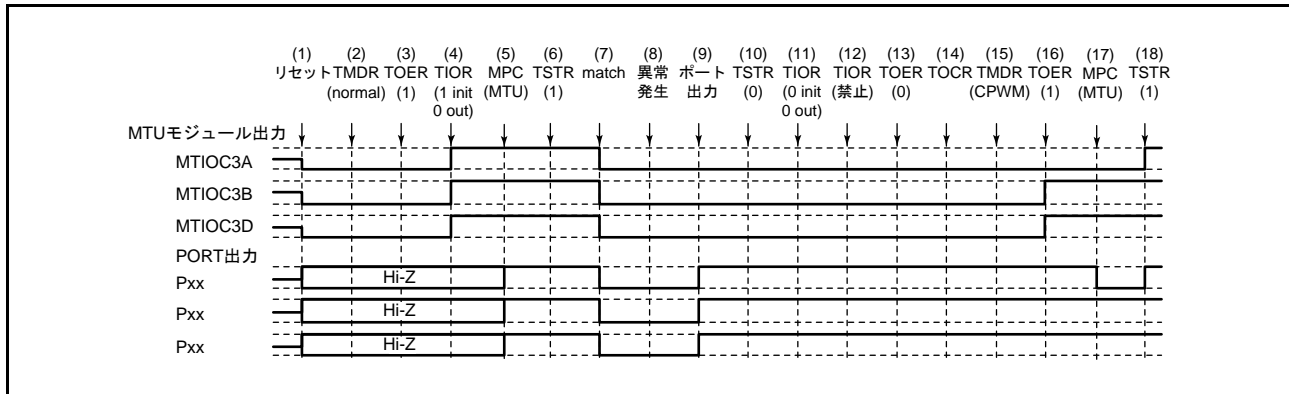 (1) (2) (3) (4) (5) (6) (7) (8) (9) (10) (11) (12) (13) (14) (15) (16) (17) (18)
リセット TMDR TOER TIOR MPC TSTR match 異常 ポート TSTR TIOR TIOR TOER TOCR TMDR TOER MPC TSTR
(normal) (1) (1 init (MTU) (1) 発生 出力 (0) (0 init (禁止) (0) (CPWM) (1) (MTU) (1)
0 out) 0 out)
MTUモジュール出力
MTIOC3A
MTIOC3B
MTIOC3D
PORT出力
Pxx Hi-Z
Pxx Hi-Z
Pxx Hi-Z